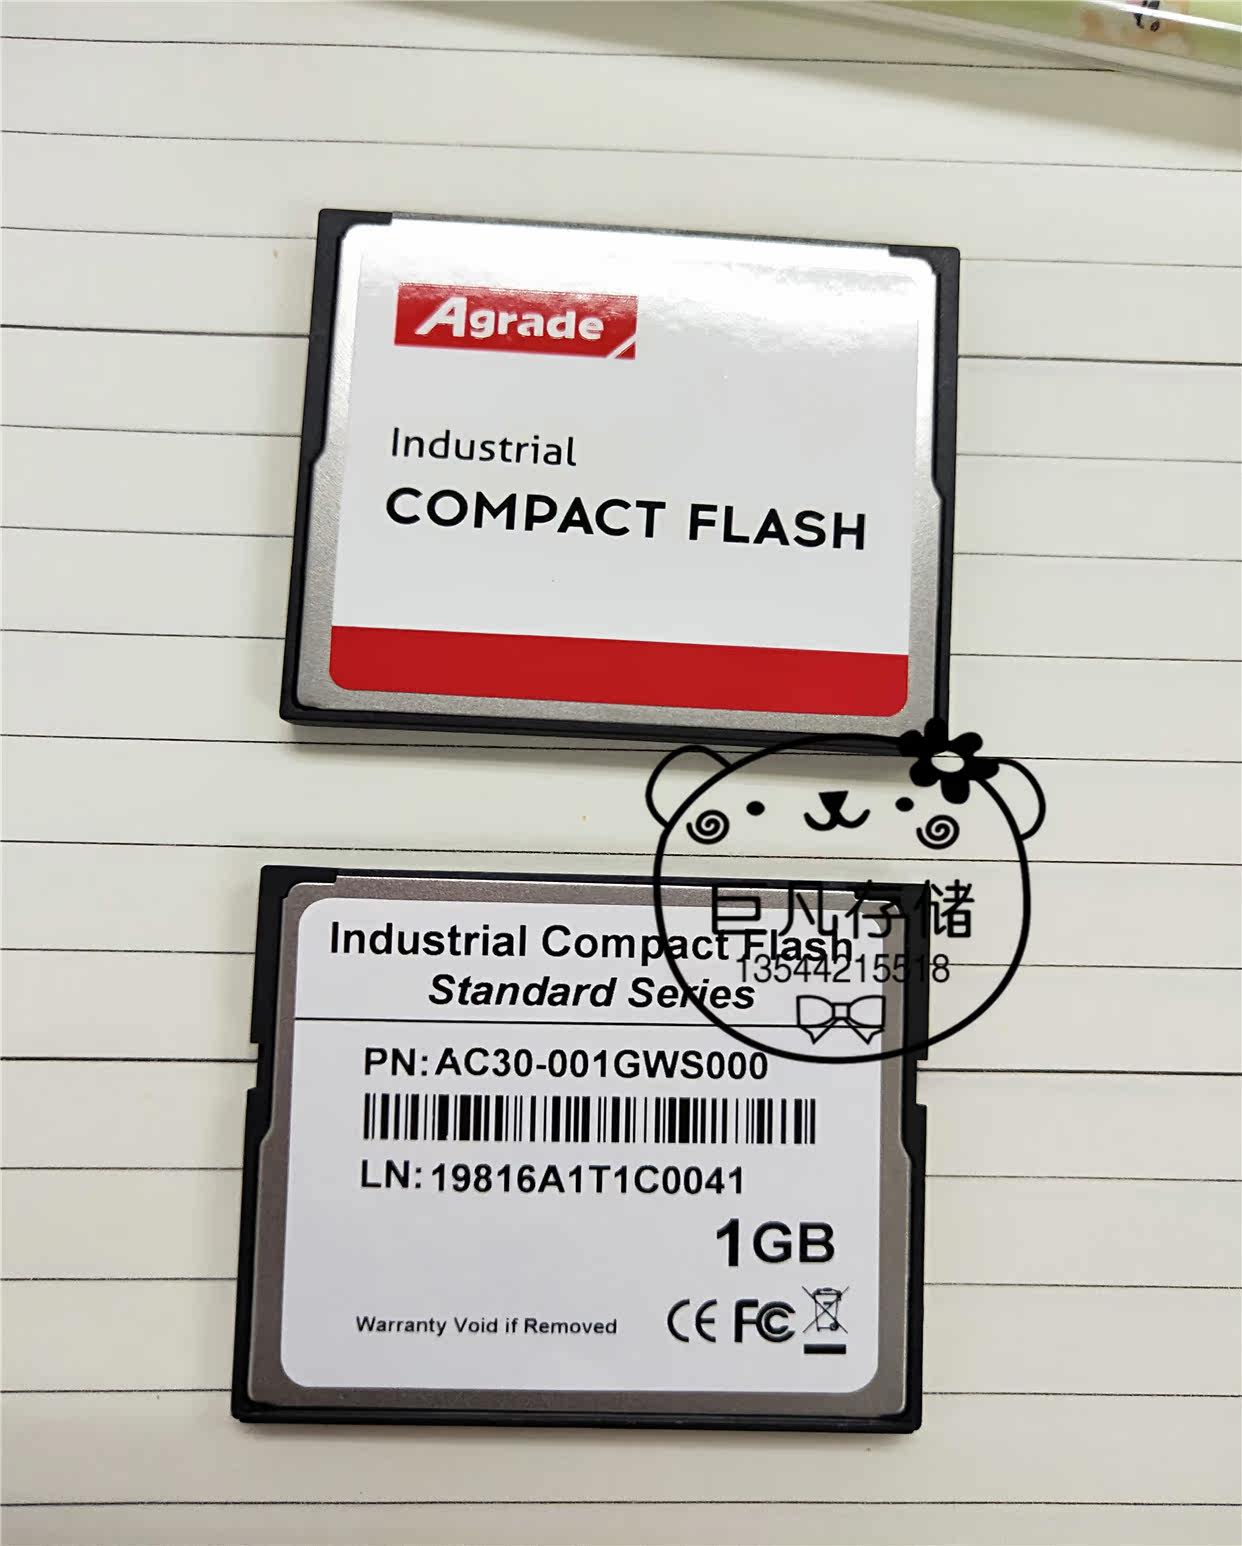 Agrade
Industrial
COMPACT FLASH
巨凡存储
13544215518
Industrial Compact Flash
Standard Series
PN:AC30-001GWS000
LN:19816A1T1C0041
1GB
Warranty Void if Removed
CE FC